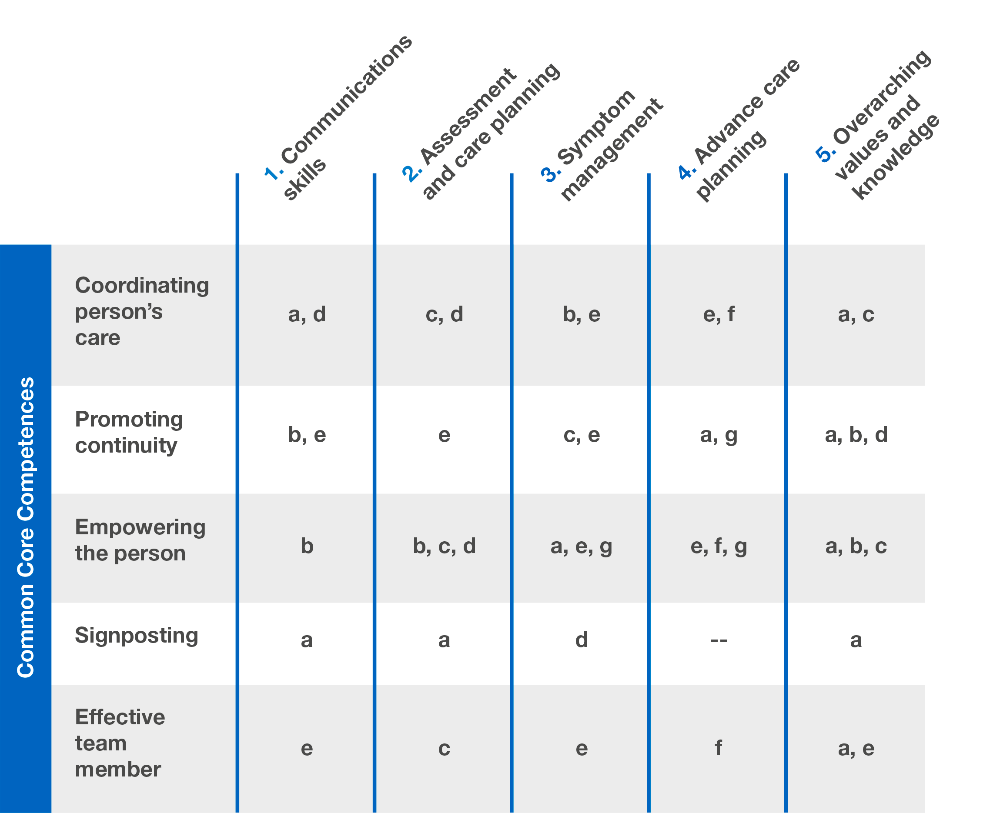 1. Communications
skills
2. Assessment
and care planning
3. Symptom
management
4. Advance care
planning
5. Overarching
values and
knowledge
Common Core Competences
Coordinating
person’s
care
a, d
c, d
b, e
e, f
a, c
Promoting
continuity
b, e
e
c, e
a, g
a, b, d
Empowering
the person
b
b, c, d
a, e, g
e, f, g
a, b, c
Signposting
a
a
d
--
a
Effective
team
member
e
c
e
f
a, e